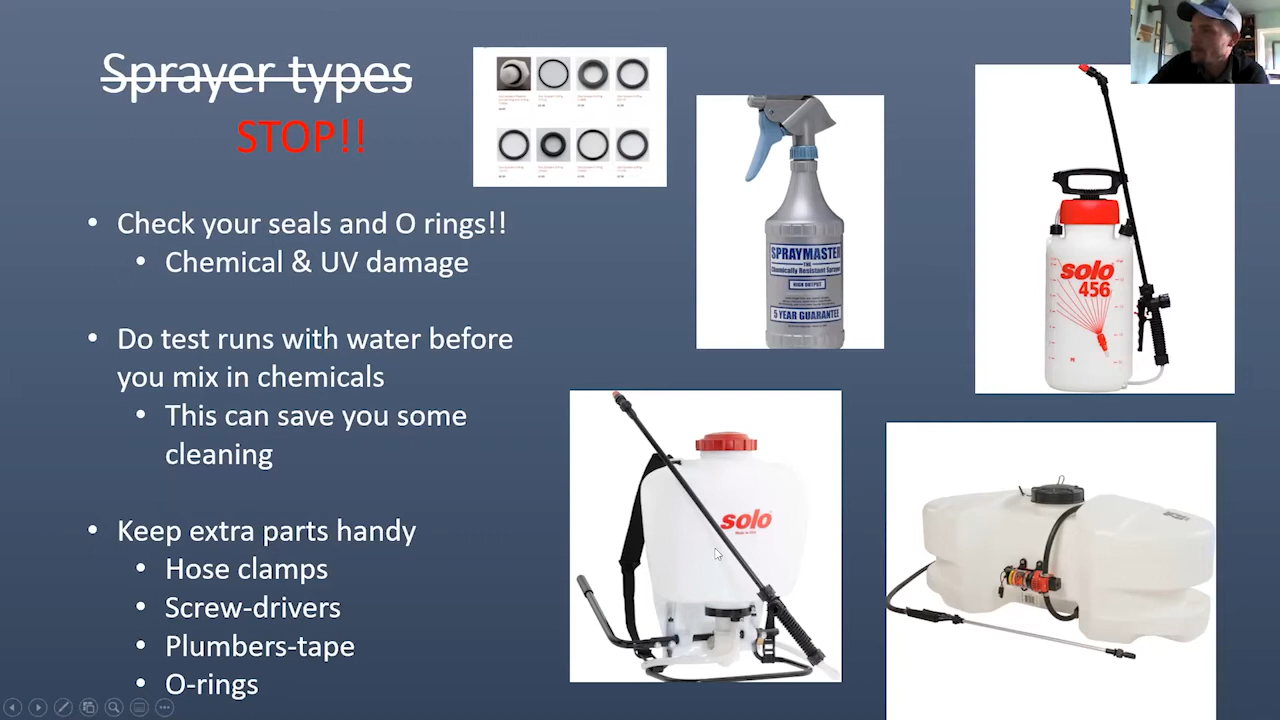 Sprayer types
STOP!!
• Check your seals and O rings!!
• Chemical & UV damage
• Do test runs with water before
you mix in chemicals
• This can save you some
cleaning
• Keep extra parts handy
• Hose clamps
• Screw-drivers
• Plumbers-tape
• O-rings
SPRAYMASTER
THE
Chemically Resistant Sprayer
HIGH OUTPUT
5 YEAR GUARANTEE
solo
456
solo